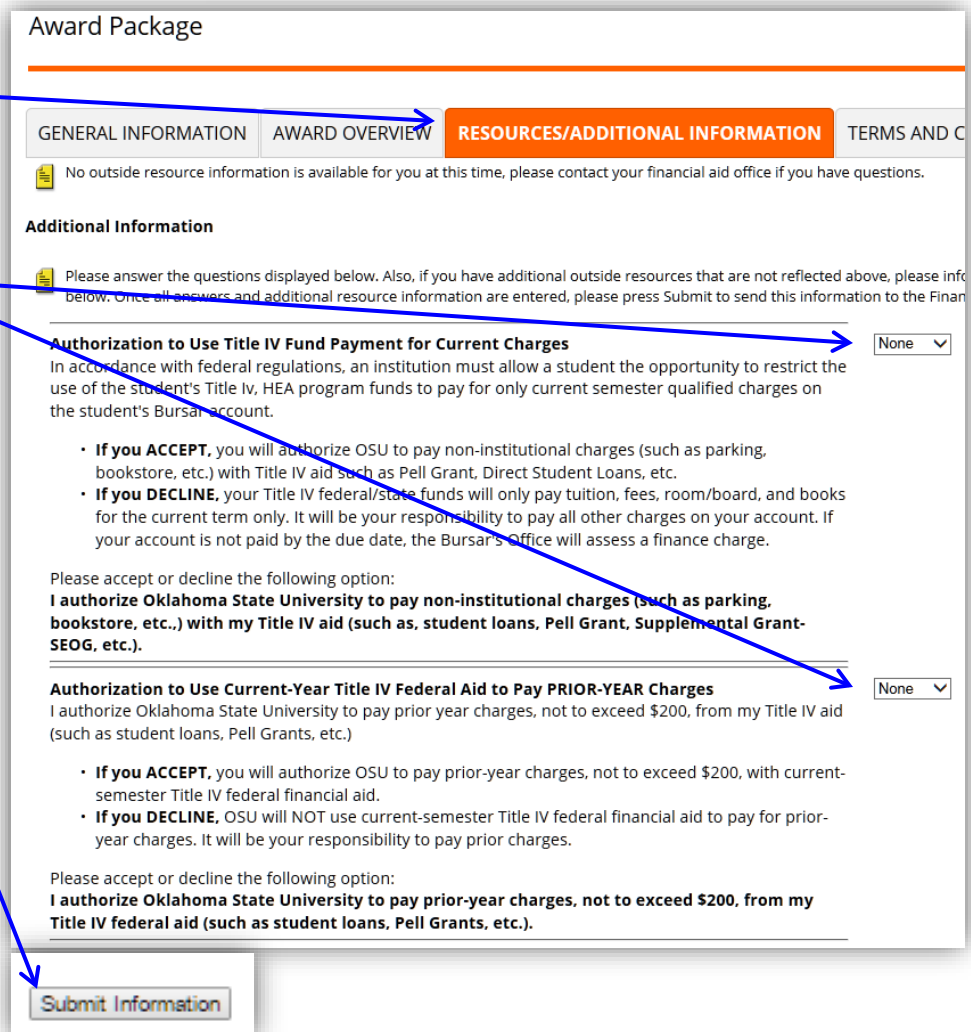 Award Package
GENERAL INFORMATION AWARD OVERVIEW RESOURCES/ADDITIONAL INFORMATION TERMS AND C
No outside resource information is available for you at this time, please contact your financial aid office if you have questions.
Additional Information
Please answer the questions displayed below. Also, if you have additional outside resources that are not reflected above, please info
below. Once all answers and additional resource information are entered, please press Submit to send this information to the Finan
Authorization to Use Title IV Fund Payment for Current Charges None
In accordance with federal regulations, an institution must allow a student the opportunity to restrict the
use of the student's Title Iv, HEA program funds to pay for only current semester qualified charges on
the student's Bursar account.
• If you ACCEPT, you will authorize OSU to pay non-institutional charges (such as parking,
bookstore, etc.) with Title IV aid such as Pell Grant, Direct Student Loans, etc.
• If you DECLINE, your Title IV federal/state funds will only pay tuition, fees, room/board, and books
for the current term only. It will be your responsibility to pay all other charges on your account. If
your account is not paid by the due date, the Bursar's Office will assess a finance charge.
Please accept or decline the following option:
I authorize Oklahoma State University to pay non-institutional charges (such as parking,
bookstore, etc.,) with my Title IV aid (such as, student loans, Pell Grant, Supplemental Grant-
SEOG, etc.).
Authorization to Use Current-Year Title IV Federal Aid to Pay PRIOR-YEAR Charges None
I authorize Oklahoma State University to pay prior year charges, not to exceed $200, from my Title IV aid
(such as student loans, Pell Grants, etc.)
• If you ACCEPT, you will authorize OSU to pay prior-year charges, not to exceed $200, with current-
semester Title IV federal financial aid.
• If you DECLINE, OSU will NOT use current-semester Title IV federal financial aid to pay for prior-
year charges. It will be your responsibility to pay prior charges.
Please accept or decline the following option:
I authorize Oklahoma State University to pay prior-year charges, not to exceed $200, from my
Title IV federal aid (such as student loans, Pell Grants, etc.).
Submit Information